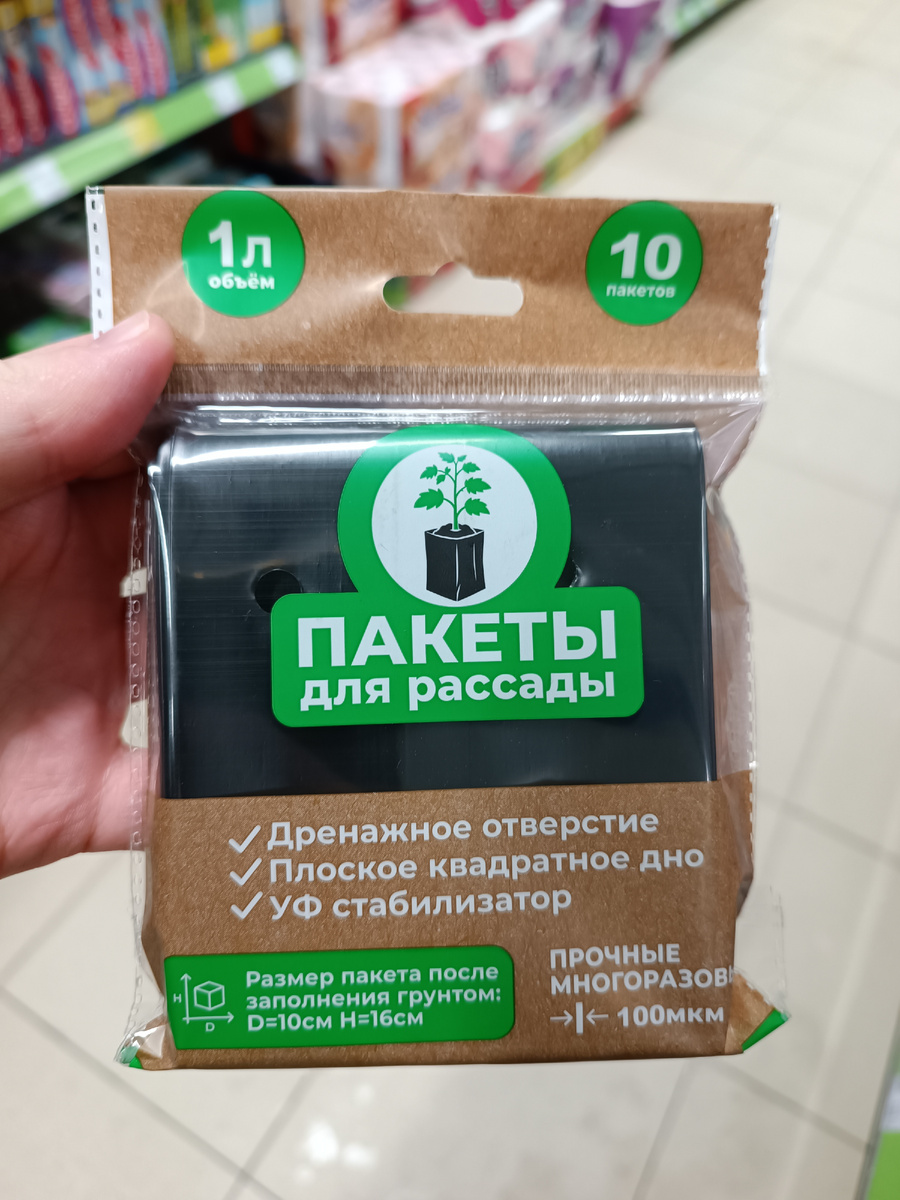 1л
объём
10
пакетов
ПАКЕТЫ
для рассады
Дренажное отверстие
Плоское квадратное дно
УФ стабилизатор
H
D
Размер пакета после
заполнения грунтом:
D=10см H=16см
ПРОЧНЫЕ
100мкм